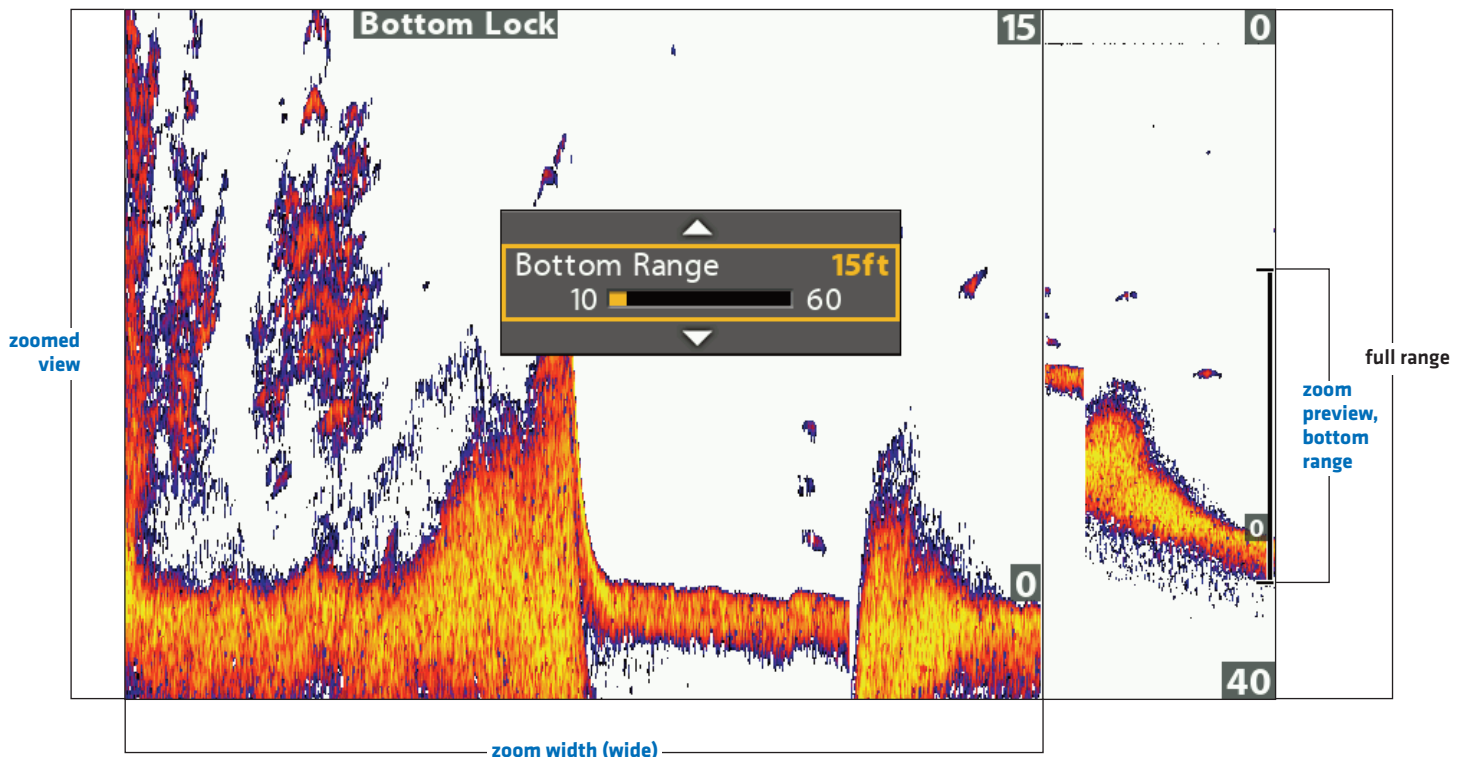 Bottom Lock
15
0
Bottom Range 15ft
10 60
zoomed
view
full range
zoom
preview,
bottom
range
0
0
40
zoom width (wide)